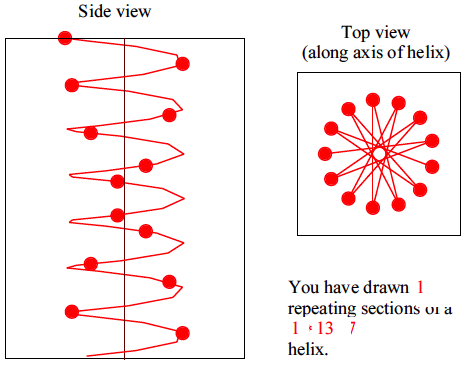 Side view
Top view
(along axis of helix)
You have drawn 1
repeating sections of a
1 * 13 7
helix.